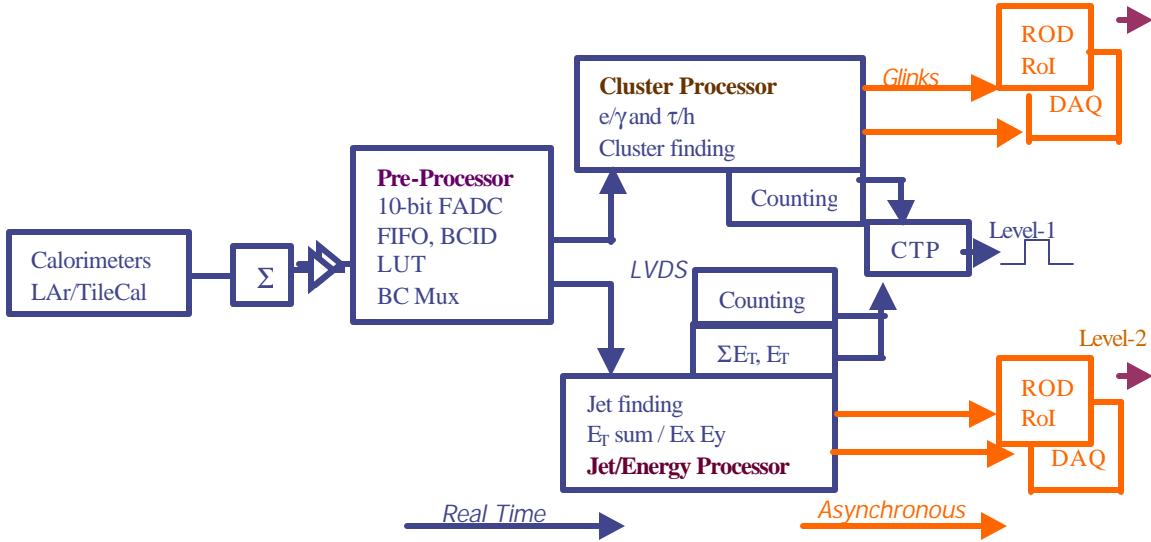 Calorimeters
LAr/TileCal
Σ
Pre-Processor
10-bit FADC
FIFO, BCID
LUT
BC Mux
Cluster Processor
e/γ and τ/h
Cluster finding
Counting
Glinks
ROD
RoI
DAQ
CTP
Level-1
LVDS
Counting
ΣE_T, E_T
Jet finding
E_T sum / Ex Ey
Jet/Energy Processor
Level-2
ROD
RoI
DAQ
Real Time
Asynchronous